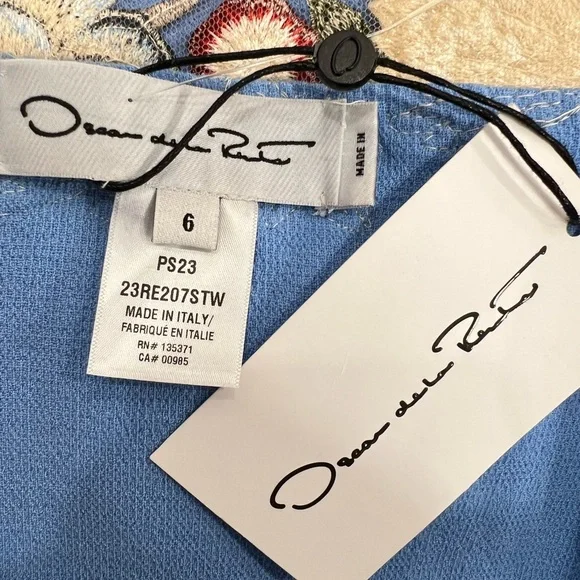 Oscar de la Renta
MADE IN
6
PS23
23RE207STW
MADE IN ITALY/
FABRIQUÉ EN ITALIE
RN# 135371
CA# 00985
Oscar de la Renta
O